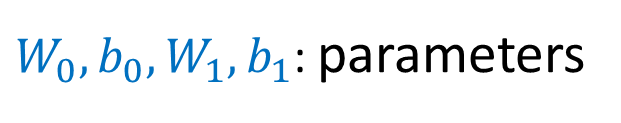 W₀, b₀, W₁, b₁: parameters